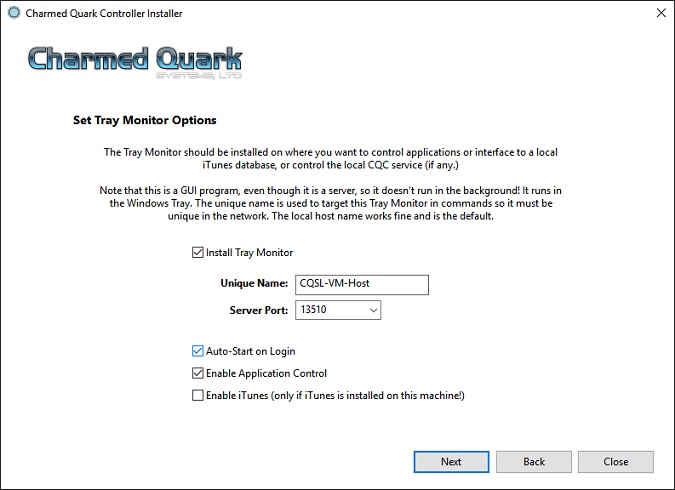 Charmed Quark Controller Installer
Charmed Quark
SYSTEMS, LTD
Set Tray Monitor Options
The Tray Monitor should be installed on where you want to control applications or interface to a local
iTunes database, or control the local CQC service (if any.)
Note that this is a GUI program, even though it is a server, so it doesn't run in the background! It runs in
the Windows Tray. The unique name is used to target this Tray Monitor in commands so it must be
unique in the network. The local host name works fine and is the default.
Install Tray Monitor
Unique Name: CQSL-VM-Host
Server Port: 13510
Auto-Start on Login
Enable Application Control
Enable iTunes (only if iTunes is installed on this machine!)
Next Back Close